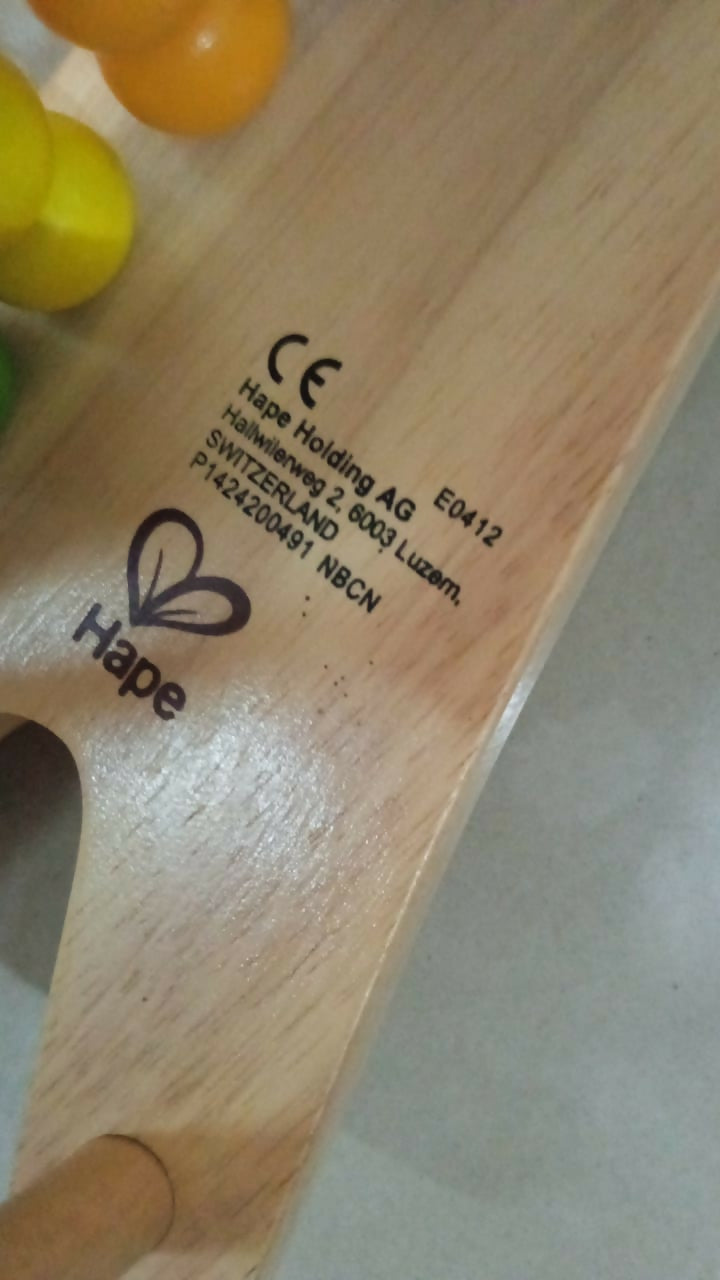 CE
Hape Holding AG E0412
Hallwilerweg 2, 6003 Luzern,
SWITZERLAND
P1424200491 NBCN
Hape